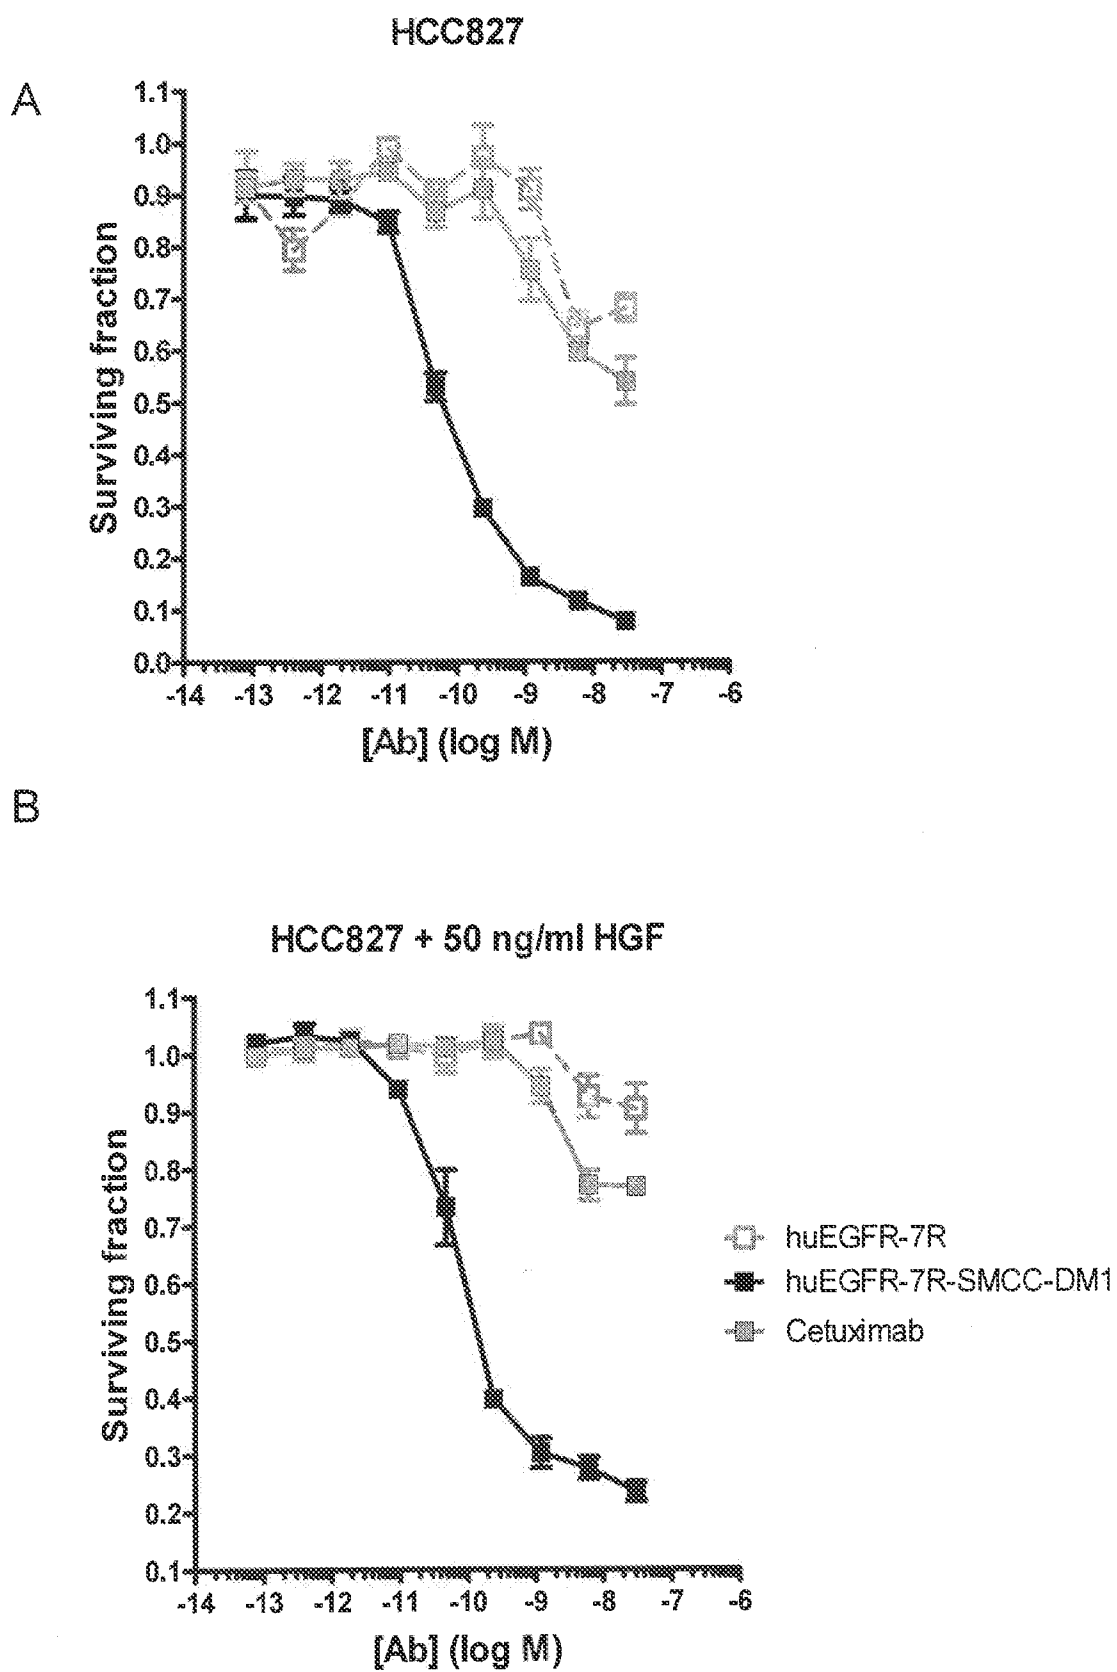 HCC827
A
1.1
1.0
0.9
0.8
0.7
0.6
0.5
0.4
0.3
0.2
0.1
0.0
Surviving fraction
-14 -13 -12 -11 -10 -9 -8 -7 -6
[Ab] (log M)
B
HCC827 + 50 ng/ml HGF
1.1
1.0
0.9
0.8
0.7
0.6
0.5
0.4
0.3
0.2
0.1
Surviving fraction
-14 -13 -12 -11 -10 -9 -8 -7 -6
[Ab] (log M)
huEGFR-7R
huEGFR-7R-SMCC-DM1
Cetuximab